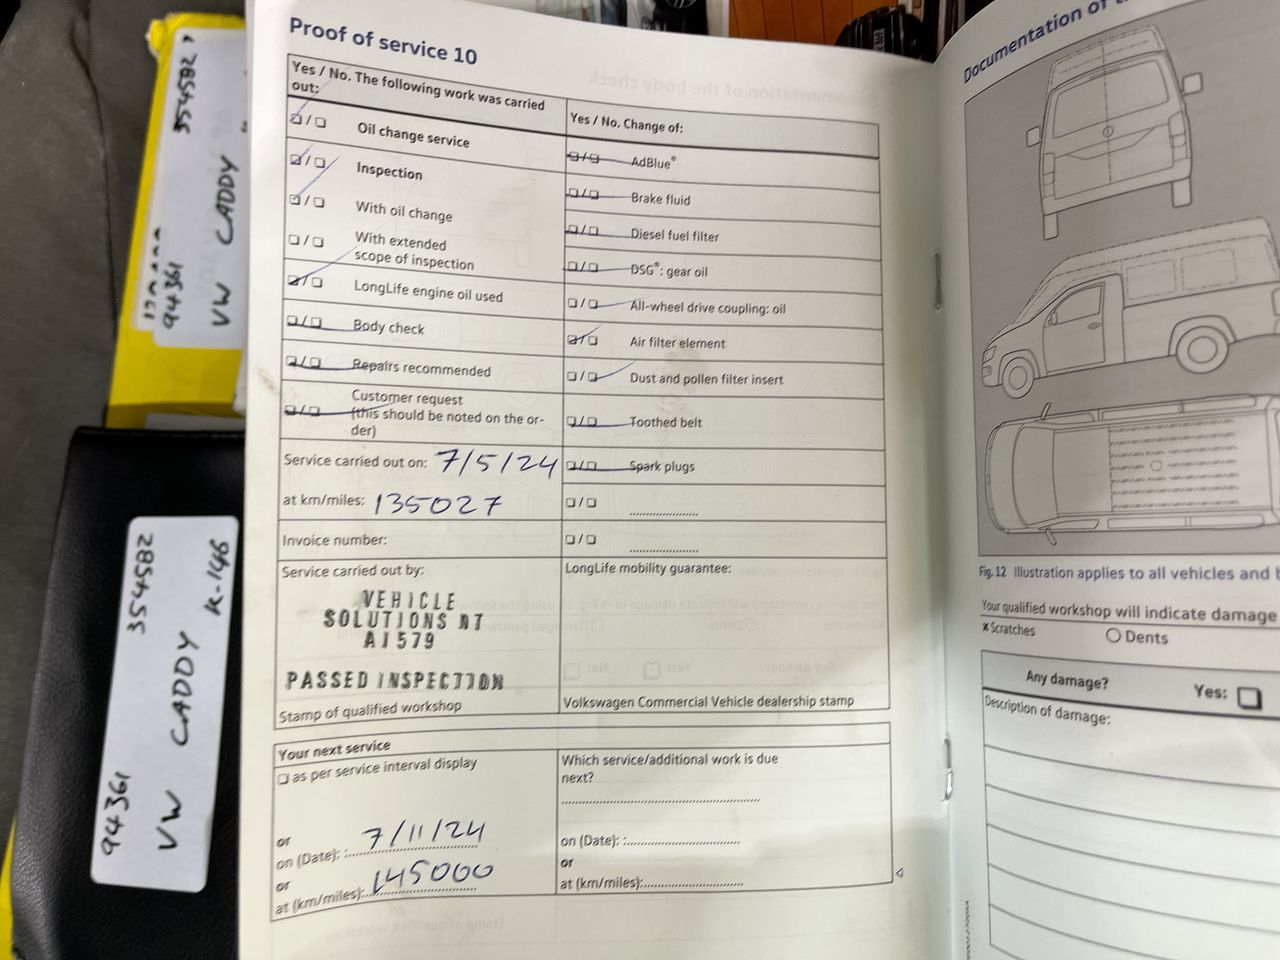 Proof of service 10
Yes / No. The following work was carried out:
☑ / ☐ Oil change service
☑ / ☐ Inspection
☑ / ☐ With oil change
☐ / ☐ With extended scope of inspection
☑ / ☐ LongLife engine oil used
☐ / ☐ Body check
☐ / ☐ Repairs recommended
☐ / ☐ Customer request
(this should be noted on the or-
der)
Service carried out on: 7/5/24
at km/miles: 135027
Invoice number:
Service carried out by:
VEHICLE
SOLUTIONS NT
AI579
PASSED INSPECTION
Stamp of qualified workshop
Yes / No. Change of:
☐ / ☐ AdBlue®
☐ / ☐ Brake fluid
☐ / ☐ Diesel fuel filter
☐ / ☐ DSG®: gear oil
☐ / ☐ All-wheel drive coupling: oil
☑ / ☐ Air filter element
☐ / ☐ Dust and pollen filter insert
☐ / ☐ Toothed belt
☐ / ☐ Spark plugs
☐ / ☐
☐ / ☐
LongLife mobility guarantee:
Volkswagen Commercial Vehicle dealership stamp
Your next service
☐ as per service interval display
or
on (Date): 7/11/24
or
at (km/miles): 145000
Which service/additional work is due
next?
on (Date):
or
at (km/miles):
Documentation of
Fig. 12 Illustration applies to all vehicles and
Your qualified workshop will indicate damage
x Scratches
○ Dents
Any damage?
Yes: ☐
Description of damage:
94361 354582
VW CADDY
94361 354582
VW CADDY K-146